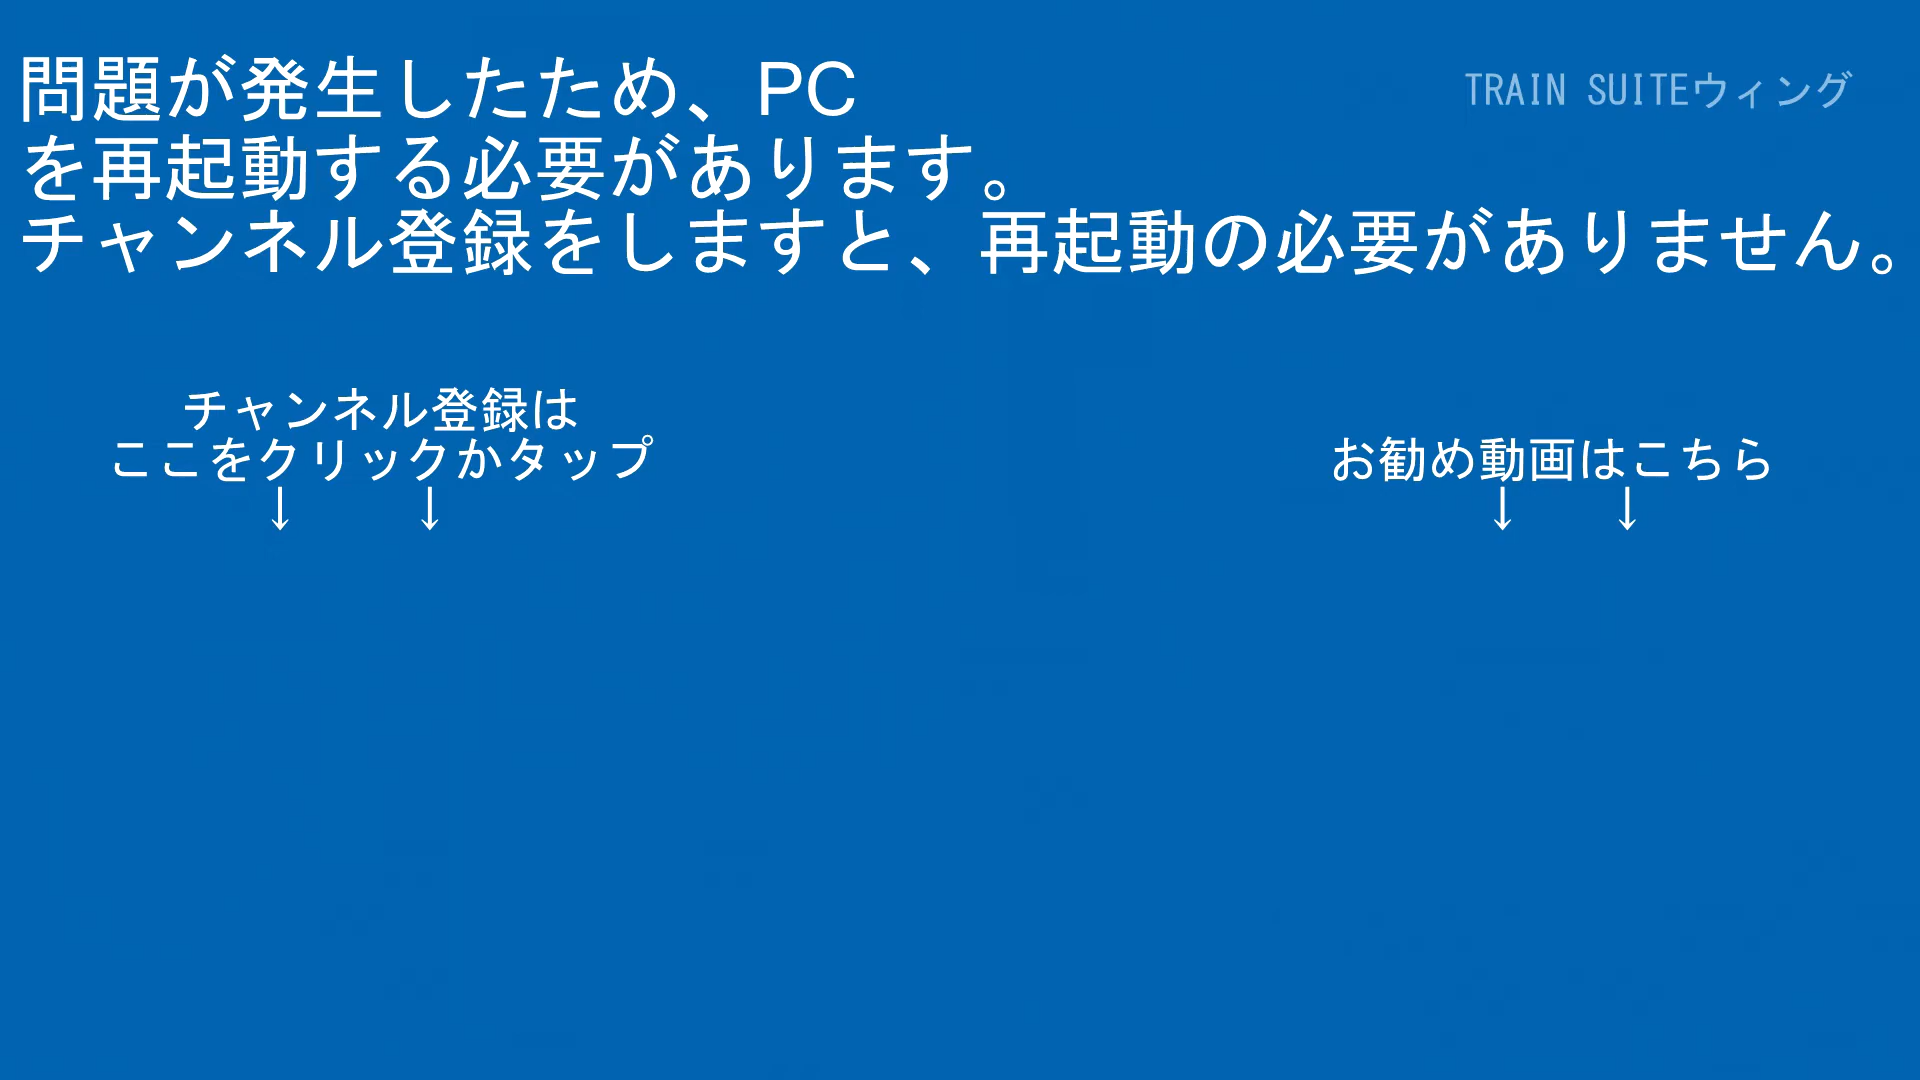 問題が発生したため、PC
を再起動する必要があります。
チャンネル登録をしますと、再起動の必要がありません。
TRAIN SUITEウィング
チャンネル登録は
ここをクリックかタップ
↓ ↓
お勧め動画はこちら
↓ ↓